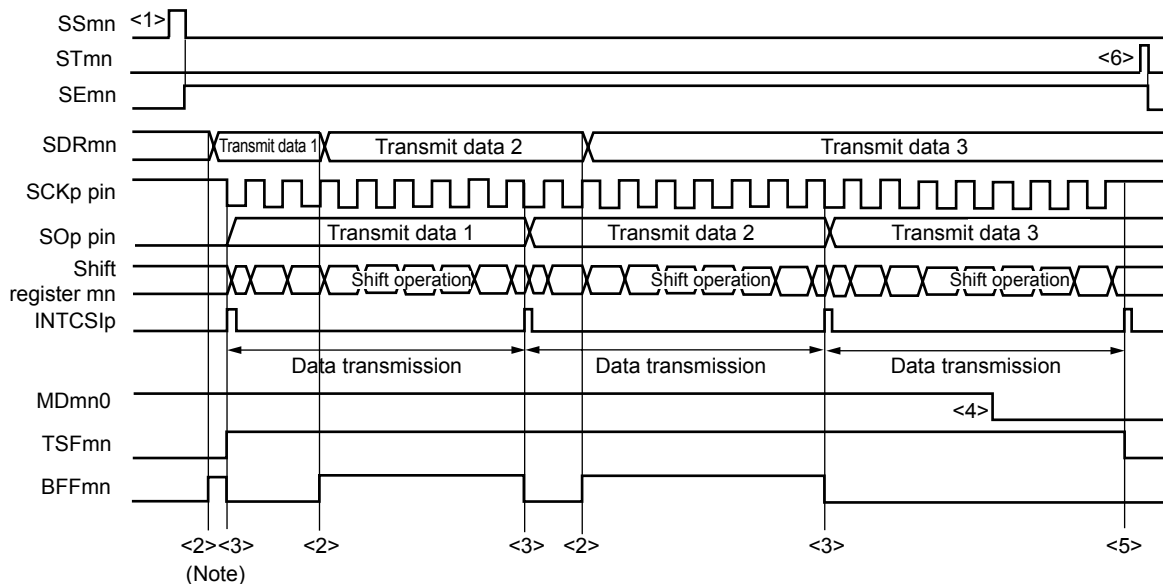 SSmn <1>
STmn <6>
SEmn
SDRmn Transmit data 1 Transmit data 2 Transmit data 3
SCKp pin
SOp pin Transmit data 1 Transmit data 2 Transmit data 3
Shift
register mn Shift operation Shift operation Shift operation
INTCSIp
Data transmission Data transmission Data transmission
MDmn0 <4>
TSFmn
BFFmn
<2> <3> <2> <3> <2> <3> <5>
(Note)